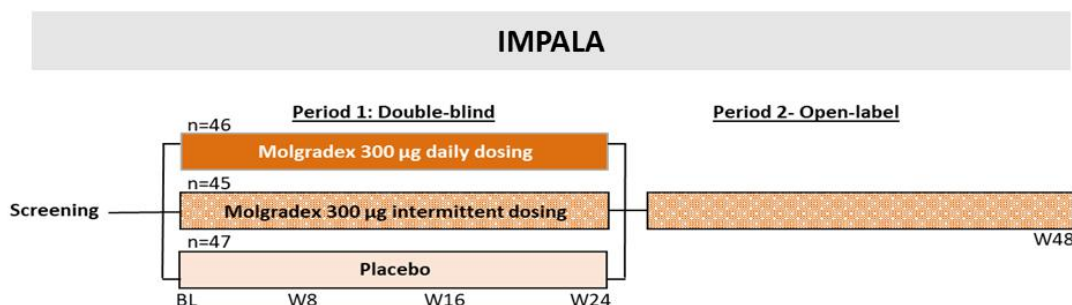 IMPALA
Period 1: Double-blind
Period 2- Open-label
n=46
Molgradex 300 µg daily dosing
n=45
Screening
Molgradex 300 µg intermittent dosing
W48
n=47
Placebo
BL W8 W16 W24